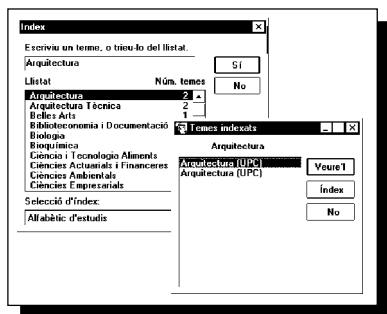 Index
Escriviu un terme, o trieu-lo del llistat.
Arquitectura
Sí
No
Llistat Núm. temes
Arquitectura 2
Arquitectura Tècnica 2
Belles Arts 1
Biblioteconomia i Documentació
Biologia
Bioquímica
Ciència i Tecnologia Aliments
Ciències Actuarials i Financeres
Ciències Ambientals
Ciències Empresarials
Selecció d'índex:
Alfabètic d'estudis
Temes indexats
Arquitectura
Arquitectura (UPC)
Arquitectura (UPC)
Veure'l
Índex
No